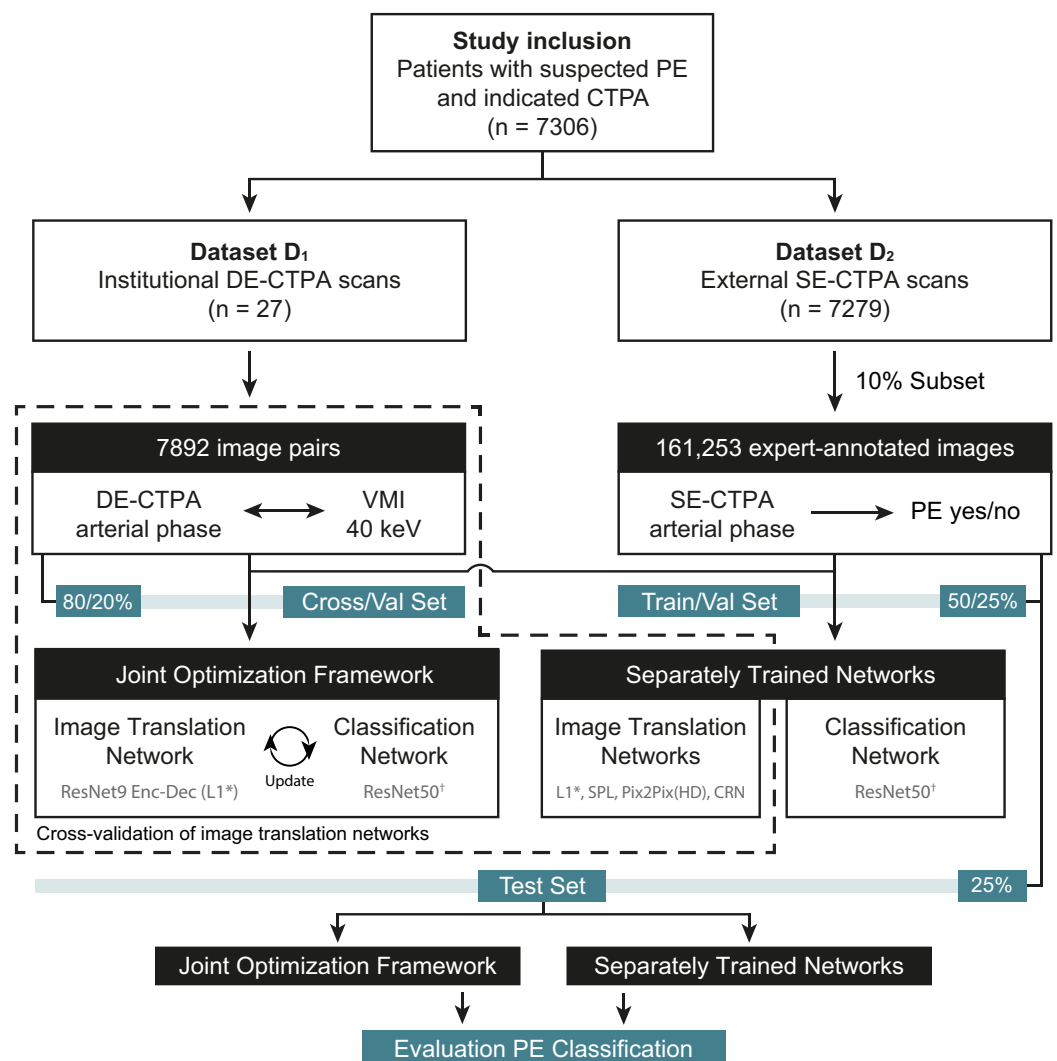 Study inclusion
Patients with suspected PE
and indicated CTPA
(n = 7306)
Dataset D₁
Institutional DE-CTPA scans
(n = 27)
Dataset D₂
External SE-CTPA scans
(n = 7279)
10% Subset
7892 image pairs
DE-CTPA
arterial phase
VMI
40 keV
161,253 expert-annotated images
SE-CTPA
arterial phase
PE yes/no
80/20%
Cross/Val Set
Train/Val Set
50/25%
Joint Optimization Framework
Image Translation
Network
ResNet9 Enc-Dec (L1*)
Update
Classification
Network
ResNet50†
Separately Trained Networks
Image Translation
Networks
L1*, SPL, Pix2Pix(HD), CRN
Classification
Network
ResNet50†
Cross-validation of image translation networks
Test Set
25%
Joint Optimization Framework
Separately Trained Networks
Evaluation PE Classification